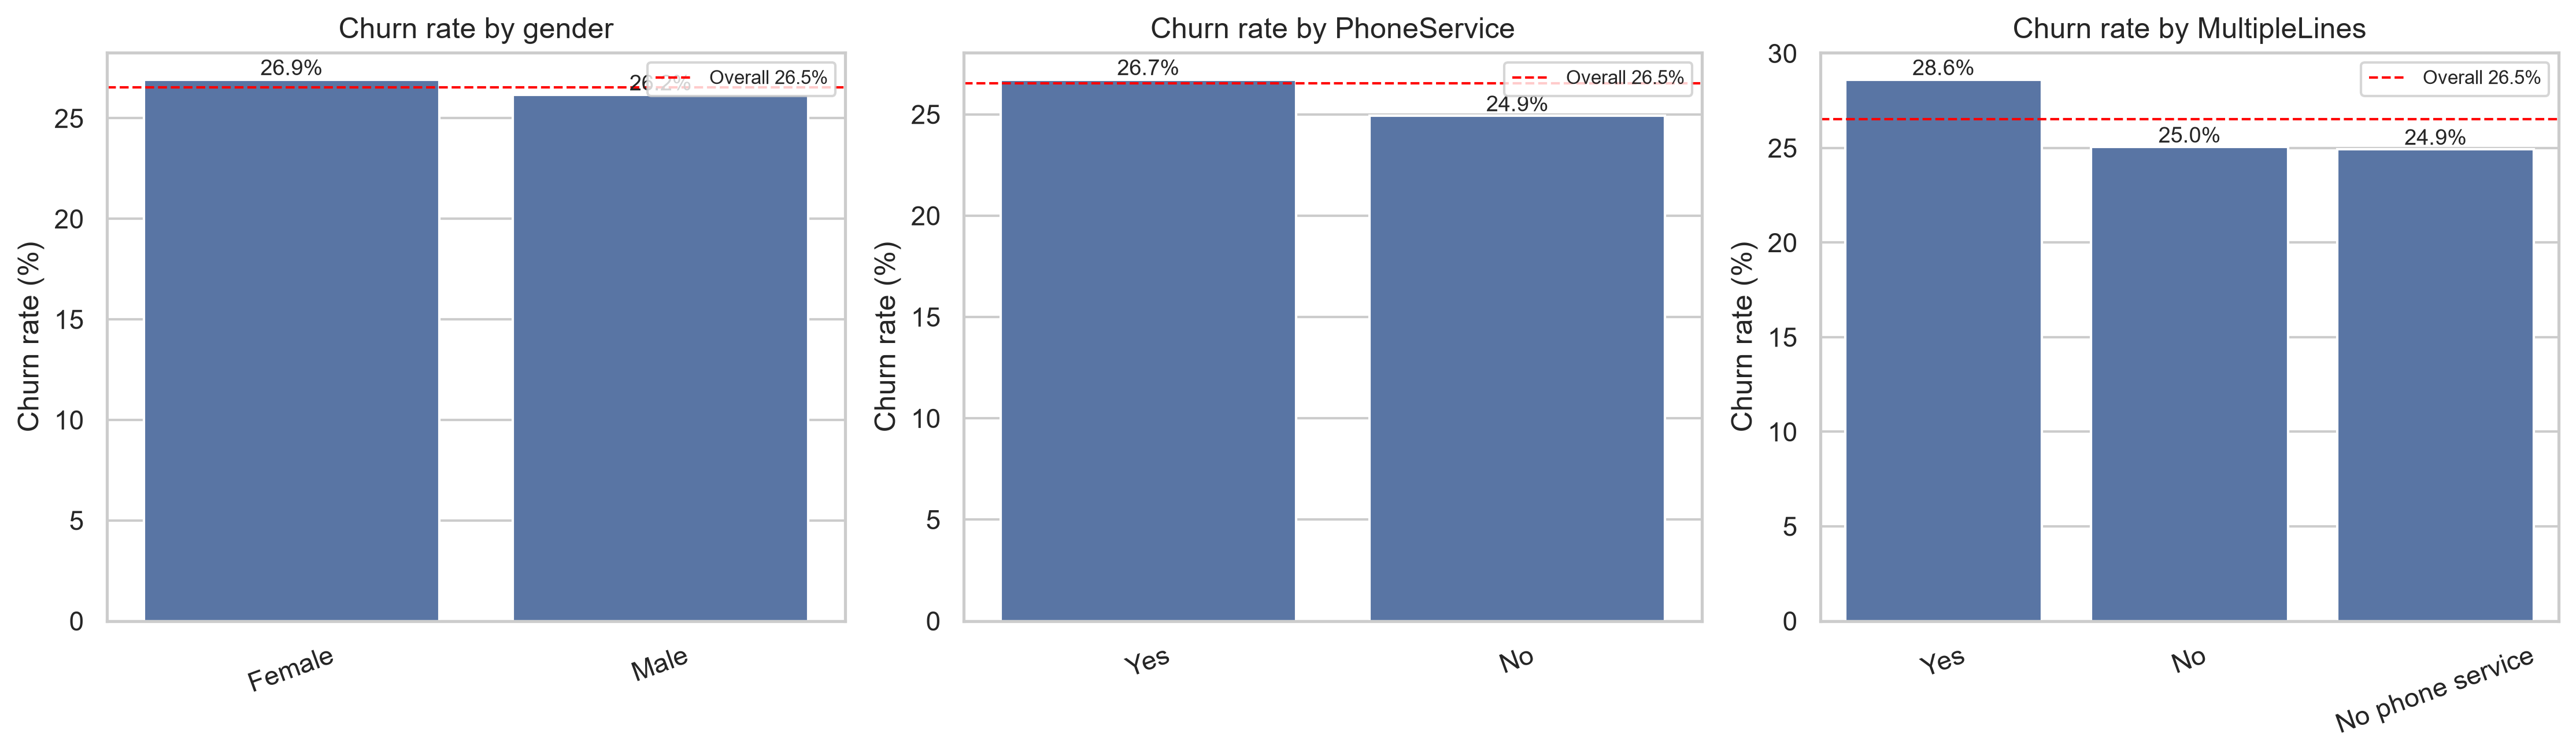 Churn rate by gender
Churn rate (%)
25
20
15
10
5
0
26.9%
26.2%
Overall 26.5%
Female
Male
Churn rate by PhoneService
Churn rate (%)
25
20
15
10
5
0
26.7%
24.9%
Overall 26.5%
Yes
No
Churn rate by MultipleLines
Churn rate (%)
30
25
20
15
10
5
0
28.6%
25.0%
24.9%
Overall 26.5%
Yes
No
No phone service